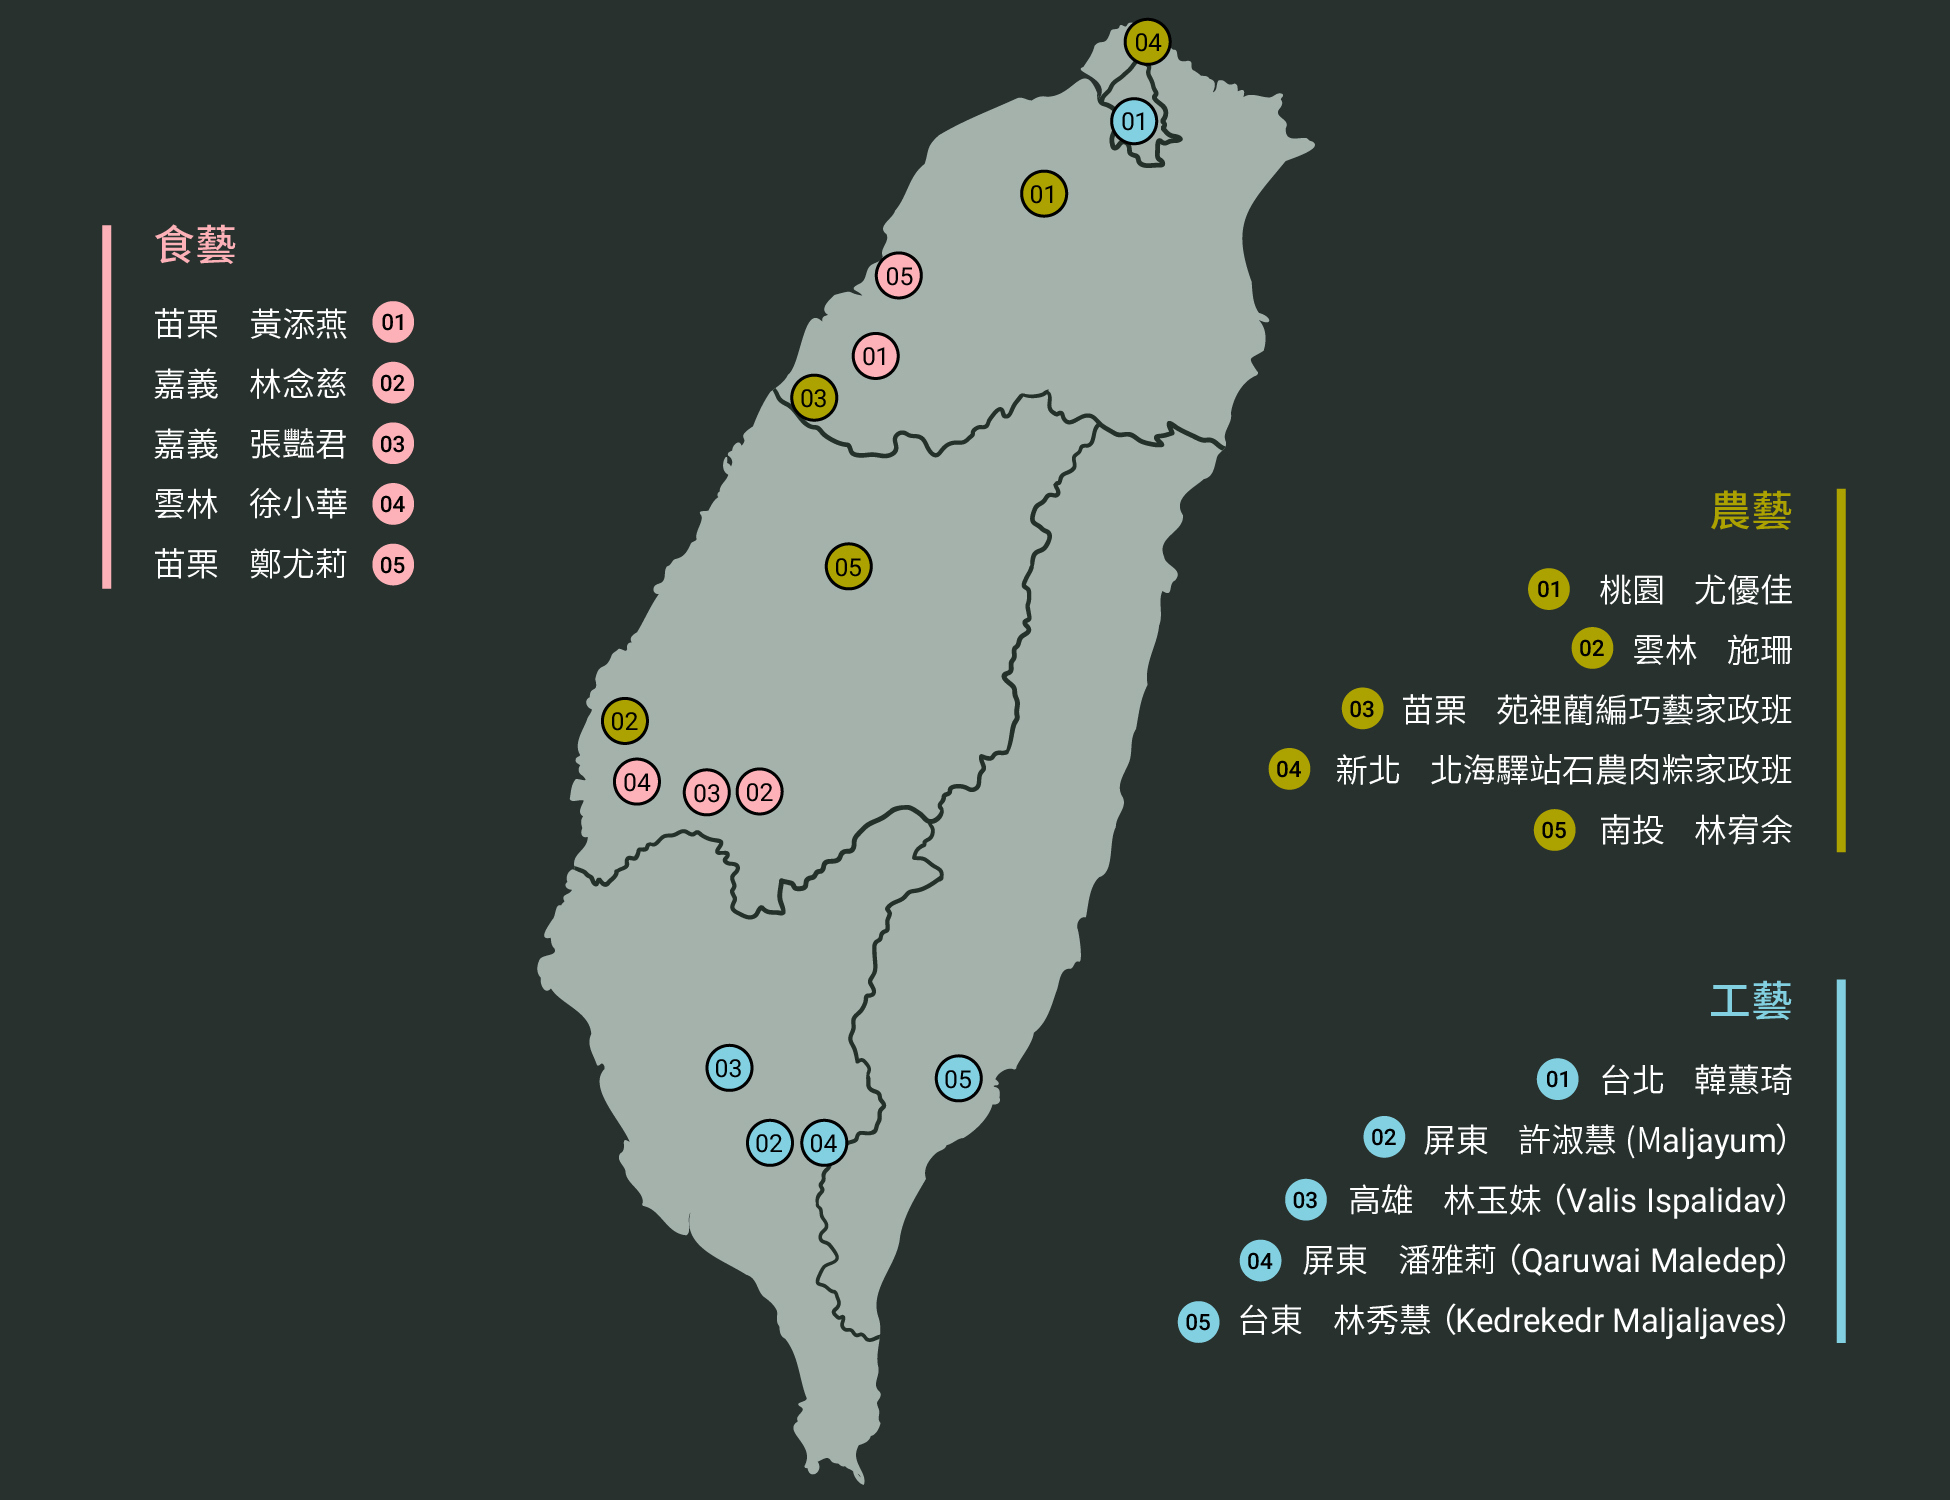 食藝
苗栗 黃添燕 01
嘉義 林念慈 02
嘉義 張豔君 03
雲林 徐小華 04
苗栗 鄭尤莉 05
04
01
01
05
01
03
05
02
04
03
02
03
05
02
04
農藝
01 桃園 尤優佳
02 雲林 施珊
03 苗栗 苑裡藺編巧藝家政班
04 新北 北海驛站石農肉粽家政班
05 南投 林宥余
工藝
01 台北 韓蕙琦
02 屏東 許淑慧 (Maljayum)
03 高雄 林玉妹 (Valis Ispalidav)
04 屏東 潘雅莉 (Qaruwai Maledep)
05 台東 林秀慧 (Kedrekedr Maljaljaves)